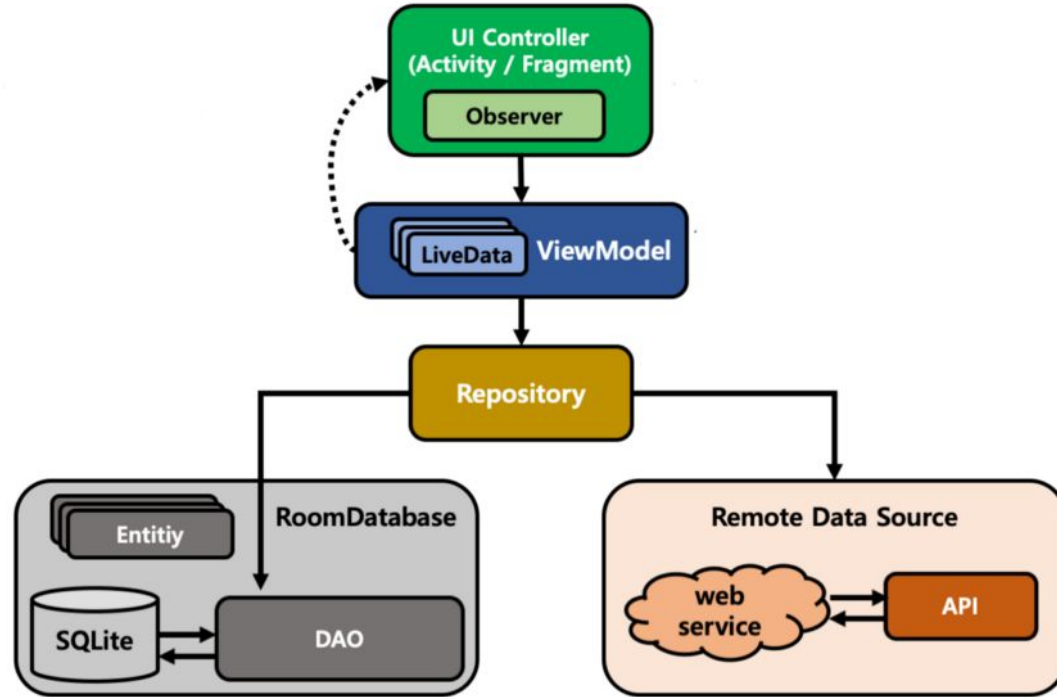 UI Controller
(Activity / Fragment)
Observer
LiveData
ViewModel
Repository
Entitiy
RoomDatabase
SQLite
DAO
Remote Data Source
web
service
API